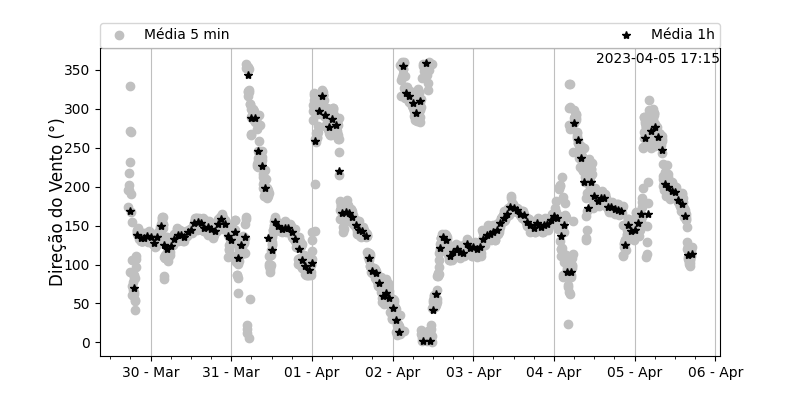 Média 5 min
Média 1h
2023-04-05 17:15
Direção do Vento (°)
350
300
250
200
150
100
50
0
30 - Mar
31 - Mar
01 - Apr
02 - Apr
03 - Apr
04 - Apr
05 - Apr
06 - Apr